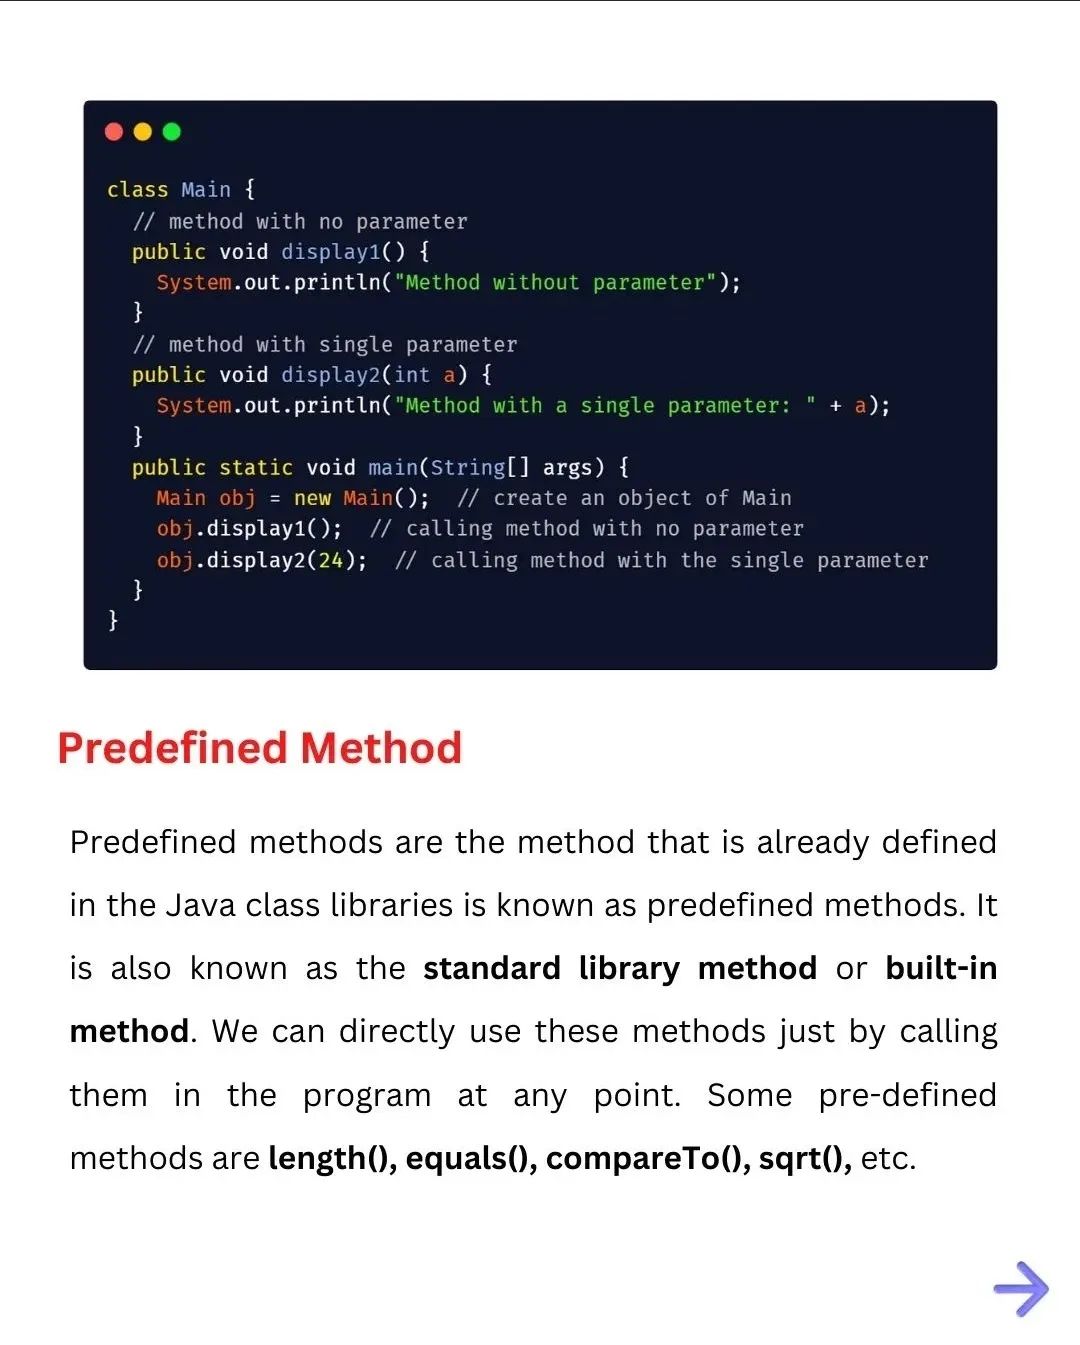 class Main {
// method with no parameter
public void display1() {
System.out.println("Method without parameter");
}
// method with single parameter
public void display2(int a) {
System.out.println("Method with a single parameter: " + a);
}
public static void main(String[] args) {
Main obj = new Main();  // create an object of Main
obj.display1();  // calling method with no parameter
obj.display2(24);  // calling method with the single parameter
}
}
Predefined Method
Predefined methods are the method that is already defined
in the Java class libraries is known as predefined methods. It
is also known as the standard library method or built-in
method. We can directly use these methods just by calling
them in the program at any point. Some pre-defined
methods are length(), equals(), compareTo(), sqrt(), etc.